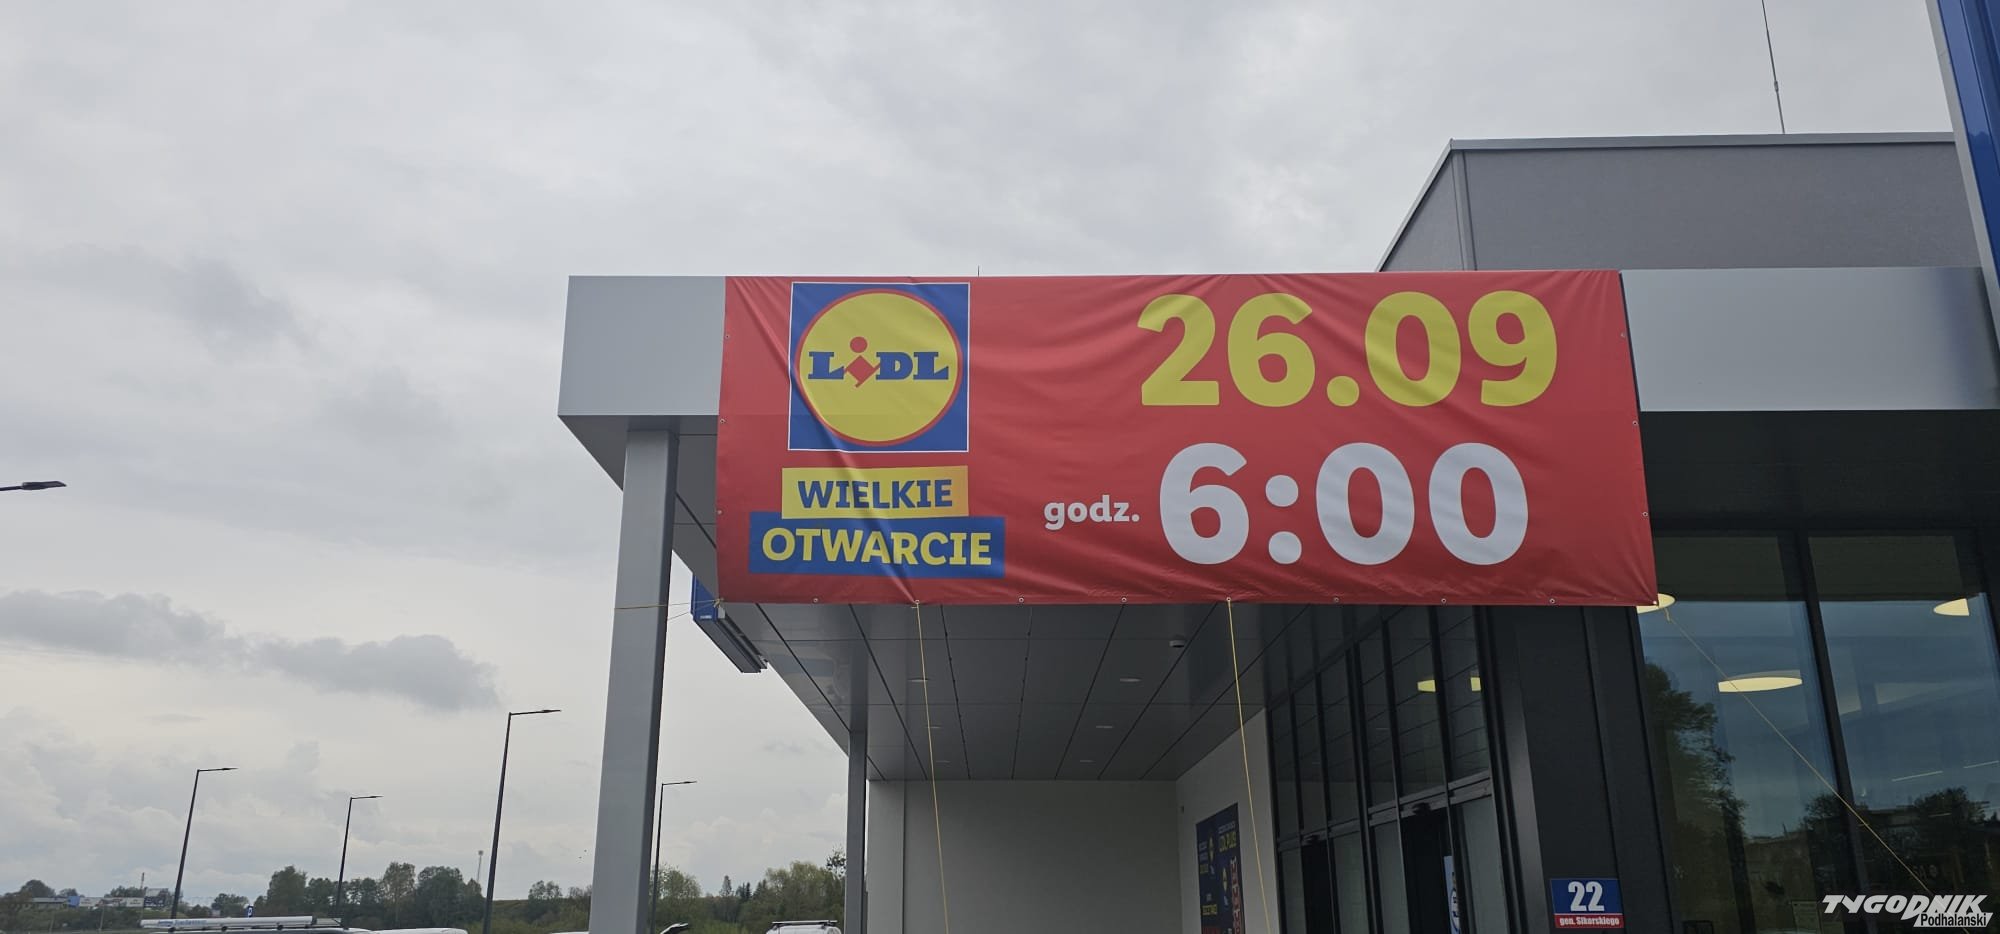 LIDL
WIELKIE
OTWARCIE
26.09
godz. 6:00
22
gen. Sikorskiego
TYGODNIK
Podhalański